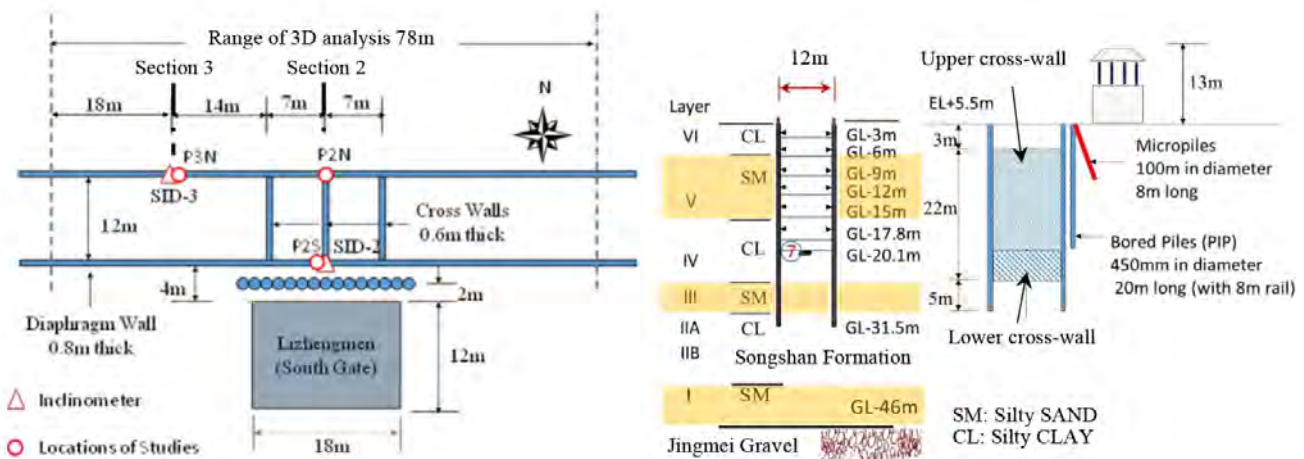 Range of 3D analysis 78m
Section 3
Section 2
18m
14m
7m
7m
N
P3N
P2N
SID-3
12m
Cross Walls
0.6m thick
P2S
SID-2
4m
2m
Diaphragm Wall
0.8m thick
Lizhengmen
(South Gate)
12m
18m
Inclinometer
Locations of Studies
12m
Layer
VI
CL
GL-3m
GL-6m
SM
GL-9m
GL-12m
V
GL-15m
GL-17.8m
CL
7
GL-20.1m
IV
III
SM
IIA
CL
GL-31.5m
IIB
Songshan Formation
I
SM
GL-46m
Jingmei Gravel
Upper cross-wall
13m
EL+5.5m
3m
Micropiles
100m in diameter
8m long
22m
Bored Piles (PIP)
450mm in diameter
20m long (with 8m rail)
5m
Lower cross-wall
SM: Silty SAND
CL: Silty CLAY